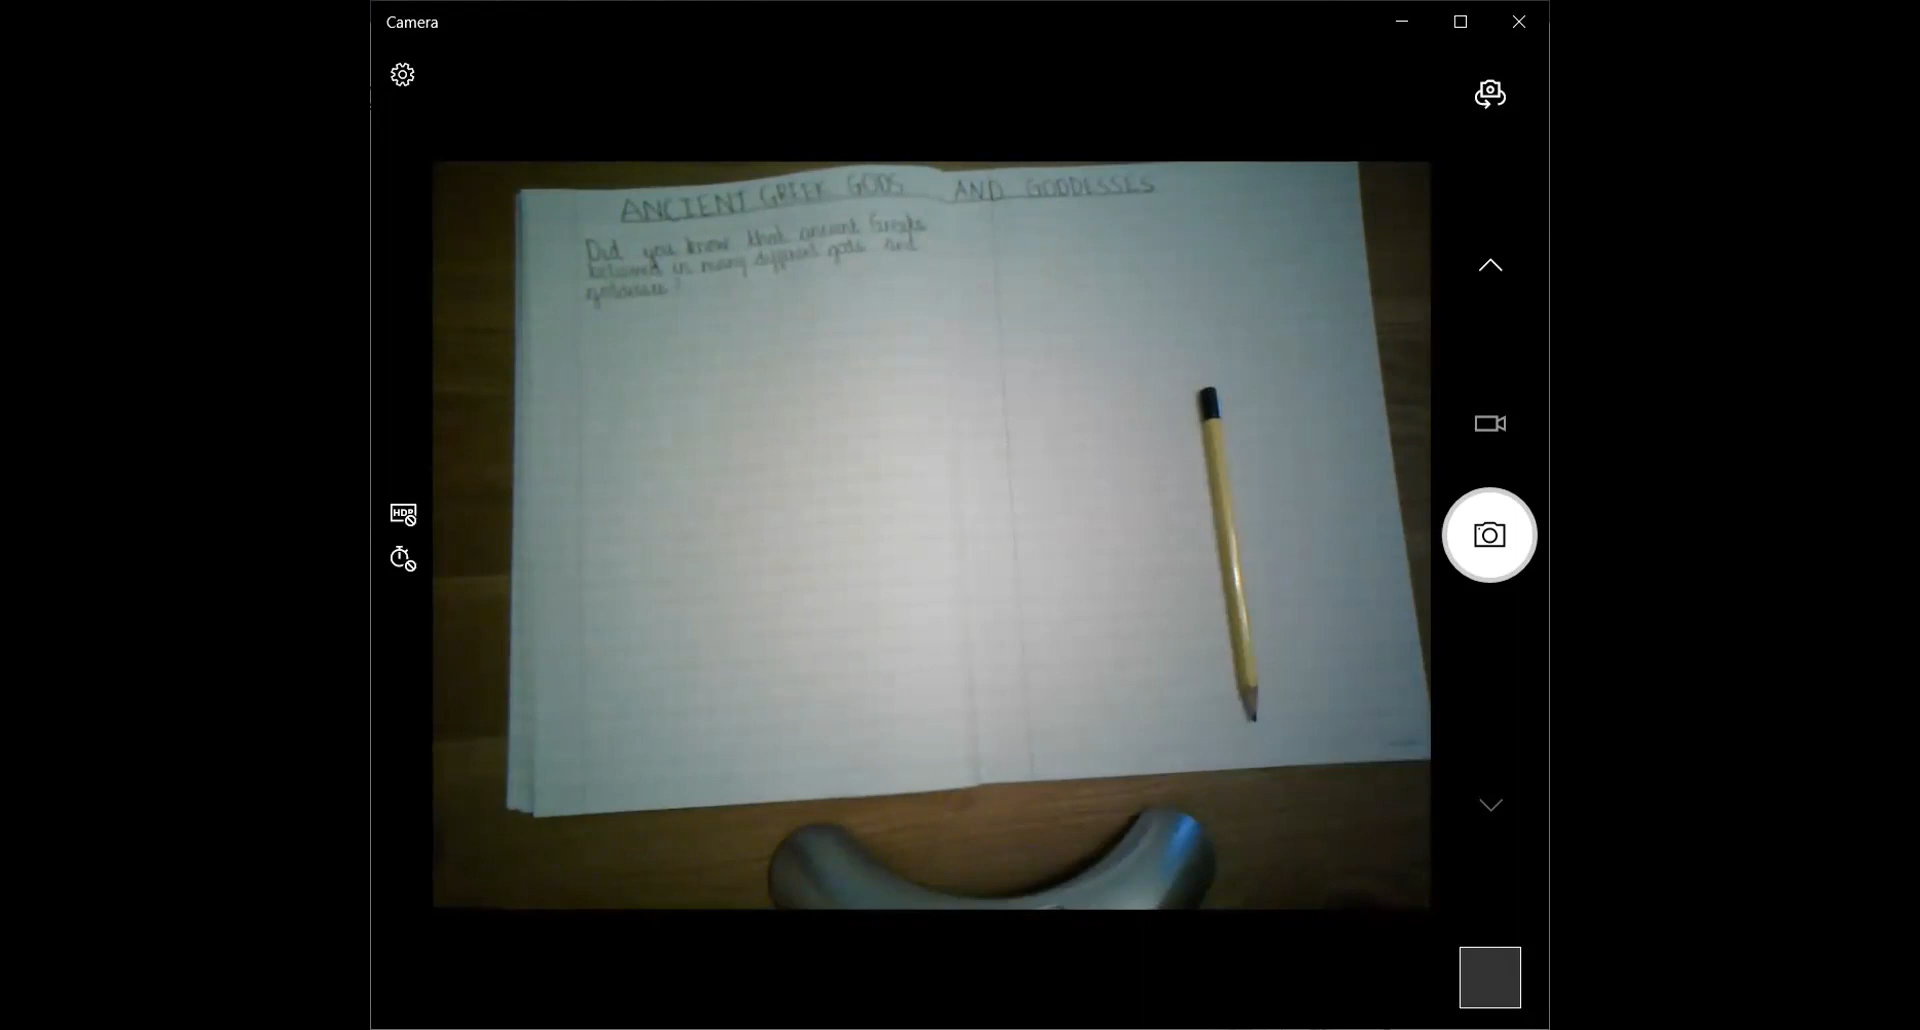 Camera
HDR
ANCIENT GREEK GODS AND GODDESSES
Did you know that ancient Greeks
believed in many different gods and
goddesses?